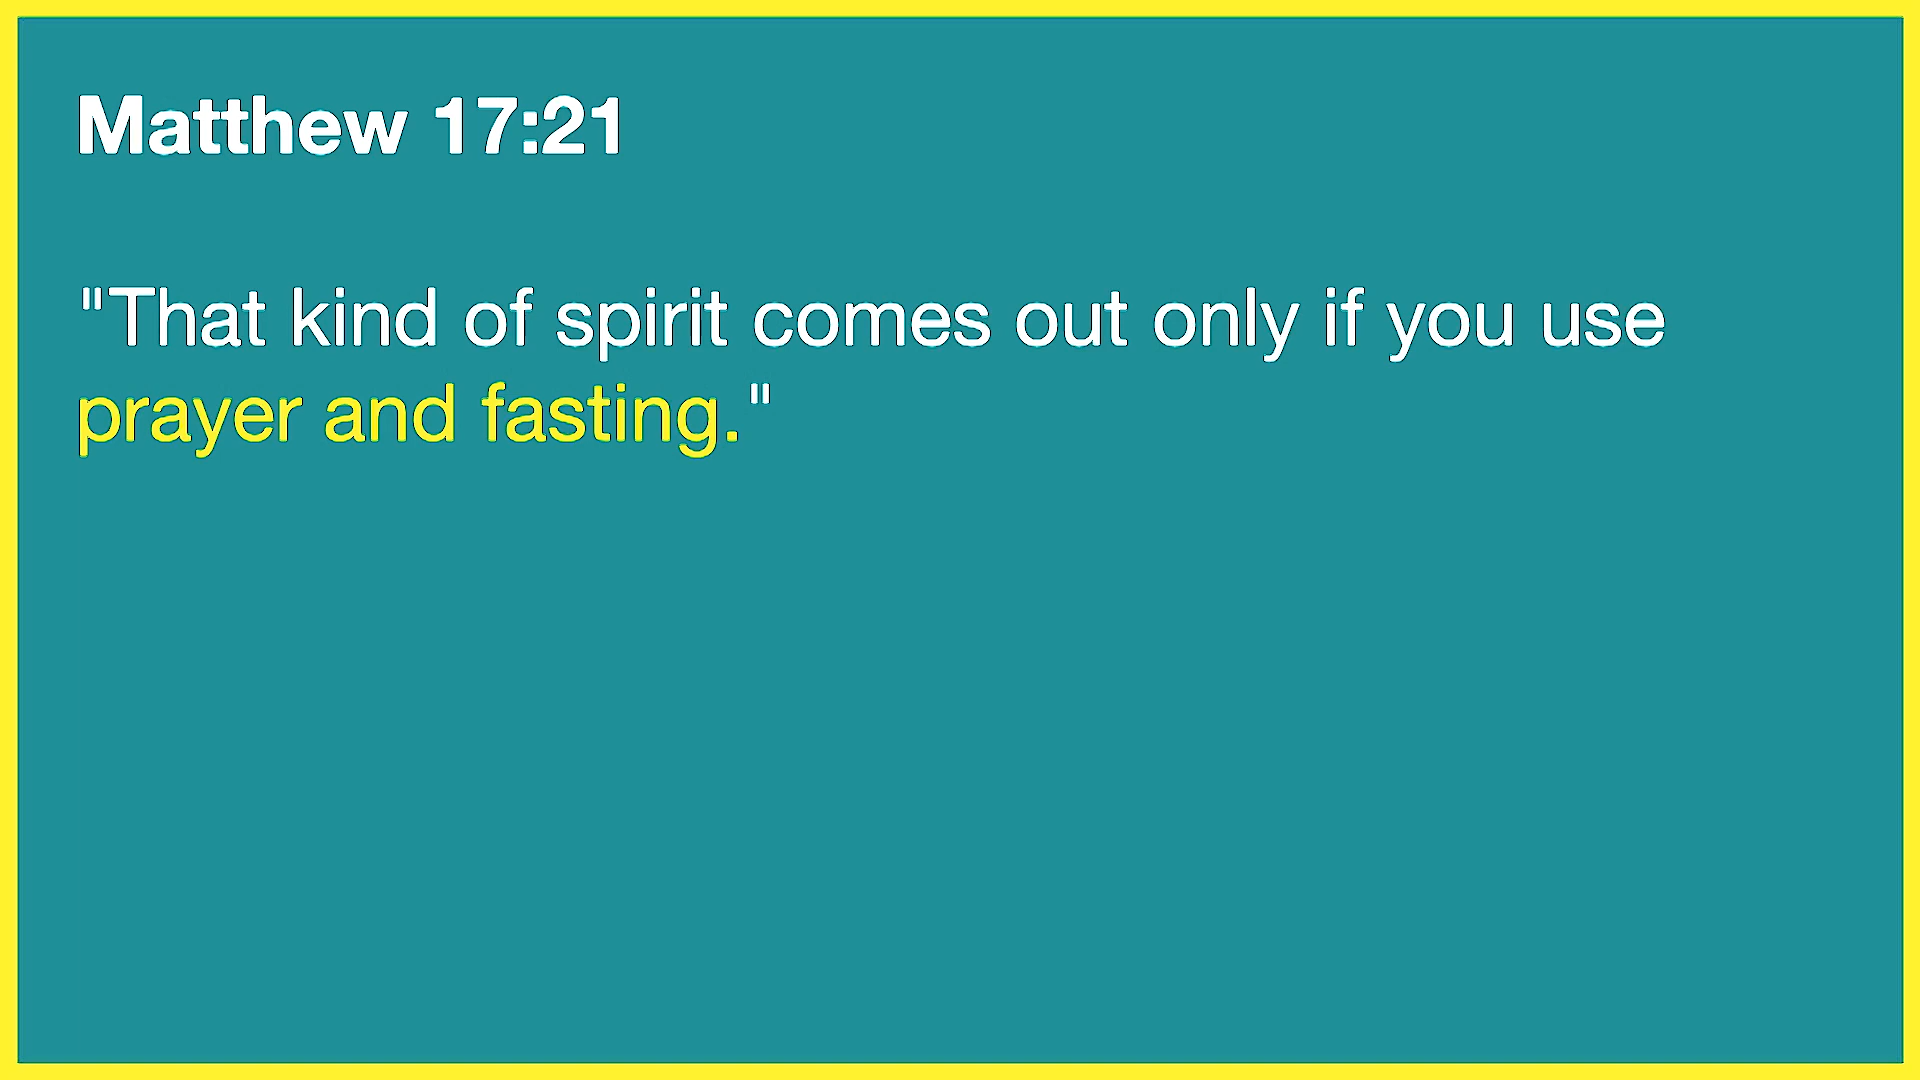 Matthew 17:21
"That kind of spirit comes out only if you use
prayer and fasting."